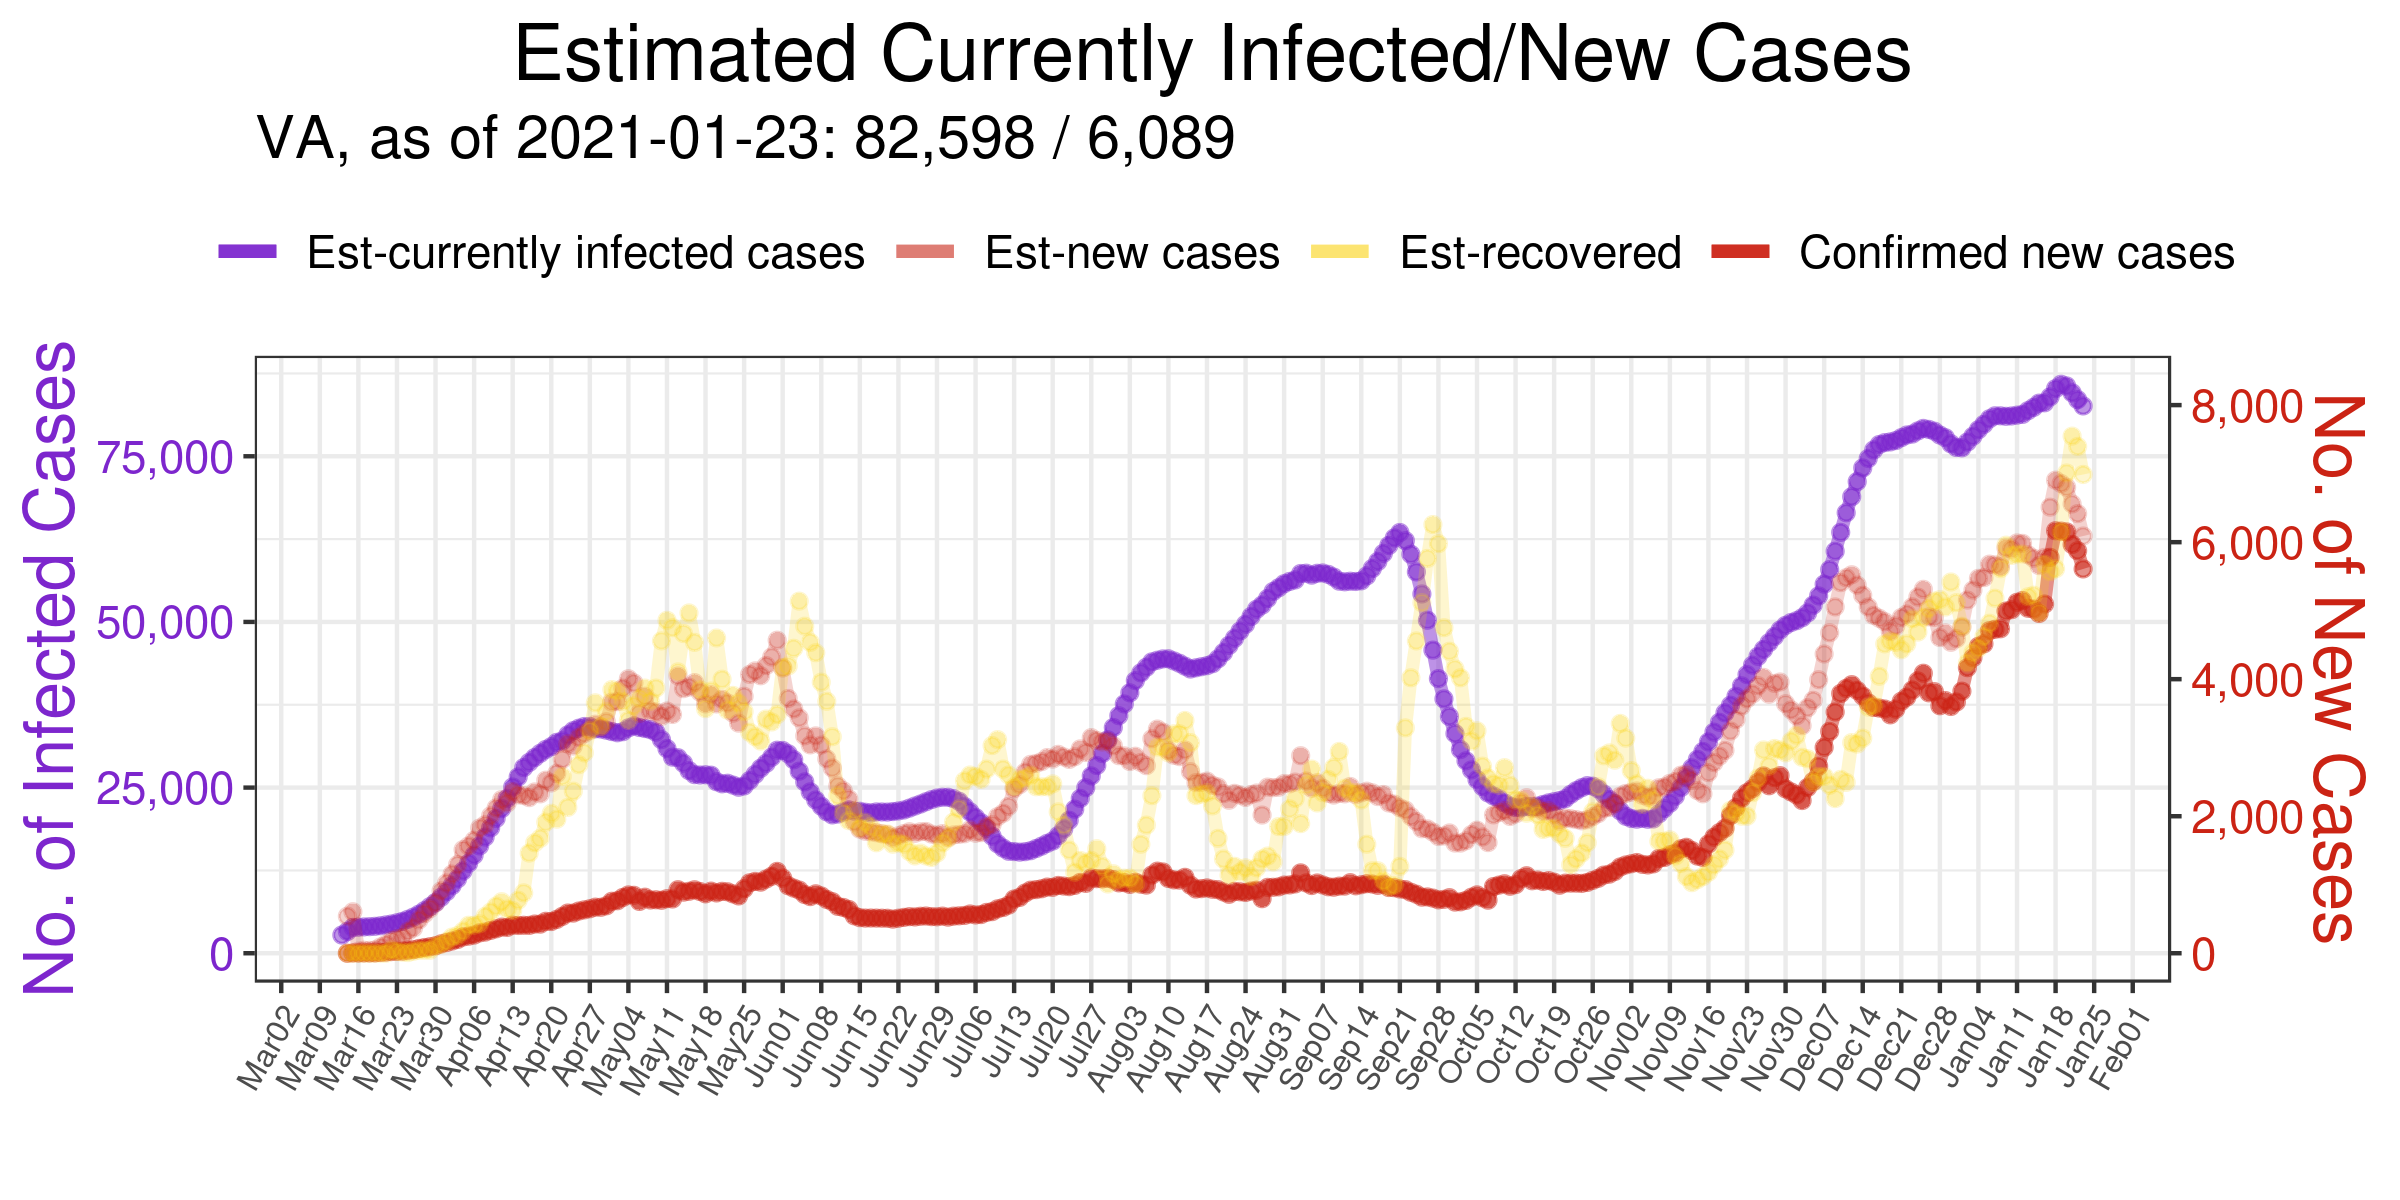 Estimated Currently Infected/New Cases
VA, as of 2021-01-23: 82,598 / 6,089
Est-currently infected cases Est-new cases Est-recovered Confirmed new cases
No. of Infected Cases
75,000
50,000
25,000
0
8,000
6,000
4,000
2,000
0
No. of New Cases
Mar02 Mar09 Mar16 Mar23 Mar30 Apr06 Apr13 Apr20 Apr27 May04 May11 May18 May25 Jun01 Jun08 Jun15 Jun22 Jun29 Jul06 Jul13 Jul20 Jul27 Aug03 Aug10 Aug17 Aug24 Aug31 Sep07 Sep14 Sep21 Sep28 Oct05 Oct12 Oct19 Oct26 Nov02 Nov09 Nov16 Nov23 Nov30 Dec07 Dec14 Dec21 Dec28 Jan04 Jan11 Jan18 Jan25 Feb01